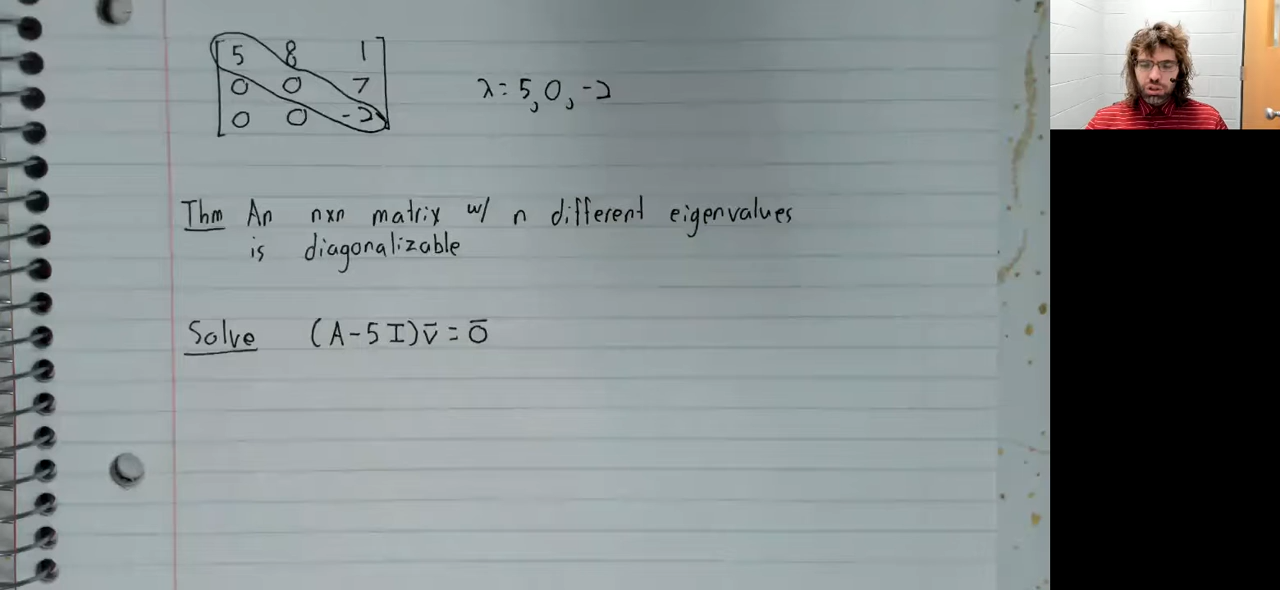 5 8 1
0 0 7
0 0 -2
λ = 5, 0, -2
Thm An nxn matrix w/ n different eigenvalues
is diagonalizable
Solve (A - 5I)v̄ = 0̄